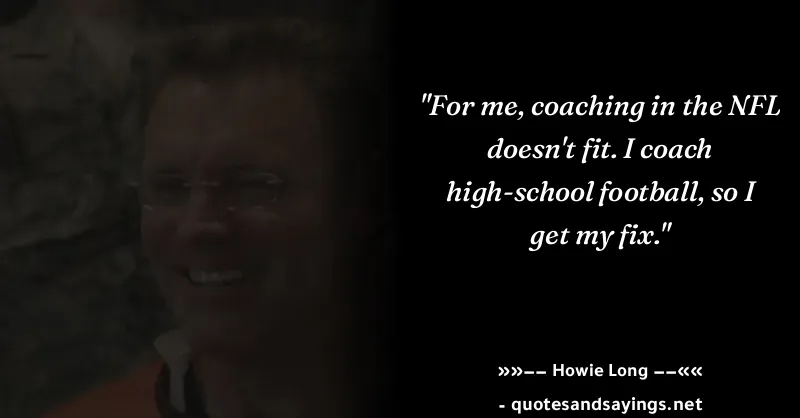 "For me, coaching in the NFL
doesn't fit. I coach
high-school football, so I
get my fix."
»»–– Howie Long ––««
- quotesandsayings.net